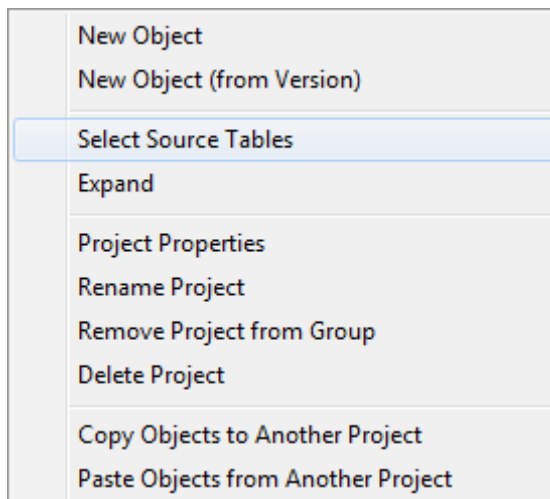 New Object
New Object (from Version)
Select Source Tables
Expand
Project Properties
Rename Project
Remove Project from Group
Delete Project
Copy Objects to Another Project
Paste Objects from Another Project